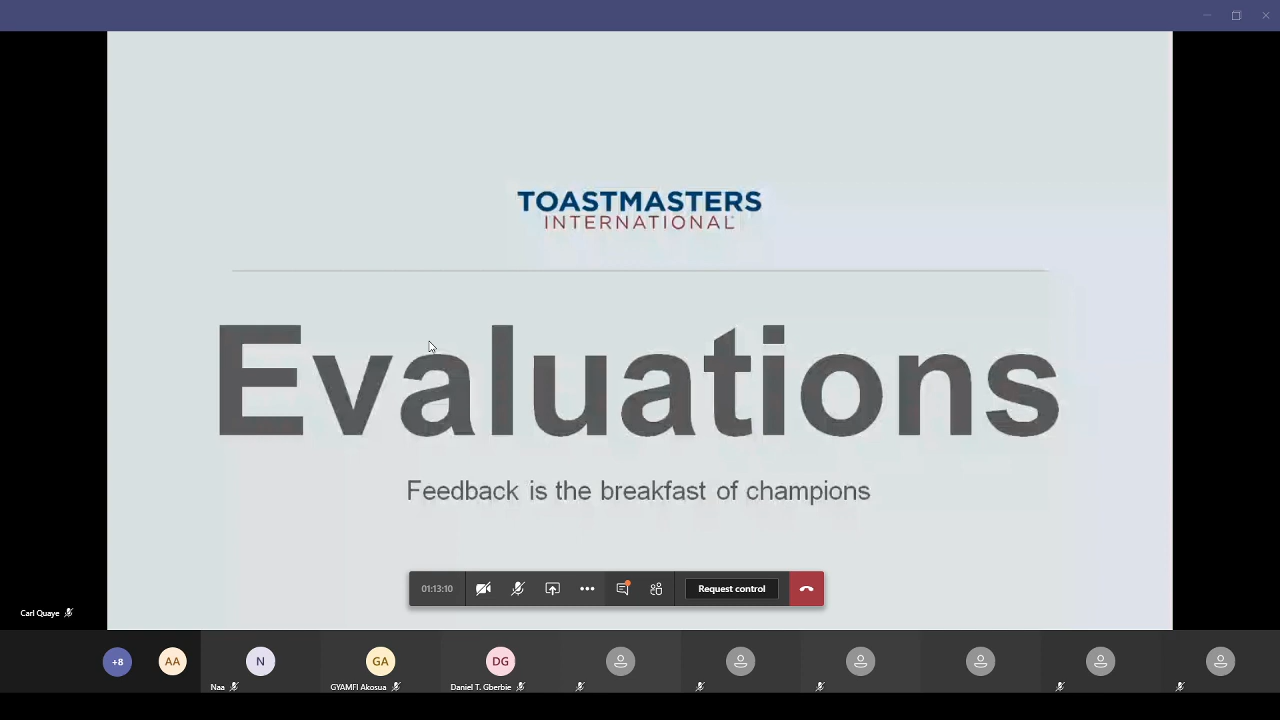 TOASTMASTERS
INTERNATIONAL
Evaluations
Feedback is the breakfast of champions
01:13:10
Request control
Carl Quaye
+8
AA
N
GA
DG
Naa
GYAMFI Akosua
Daniel T. Gberbie